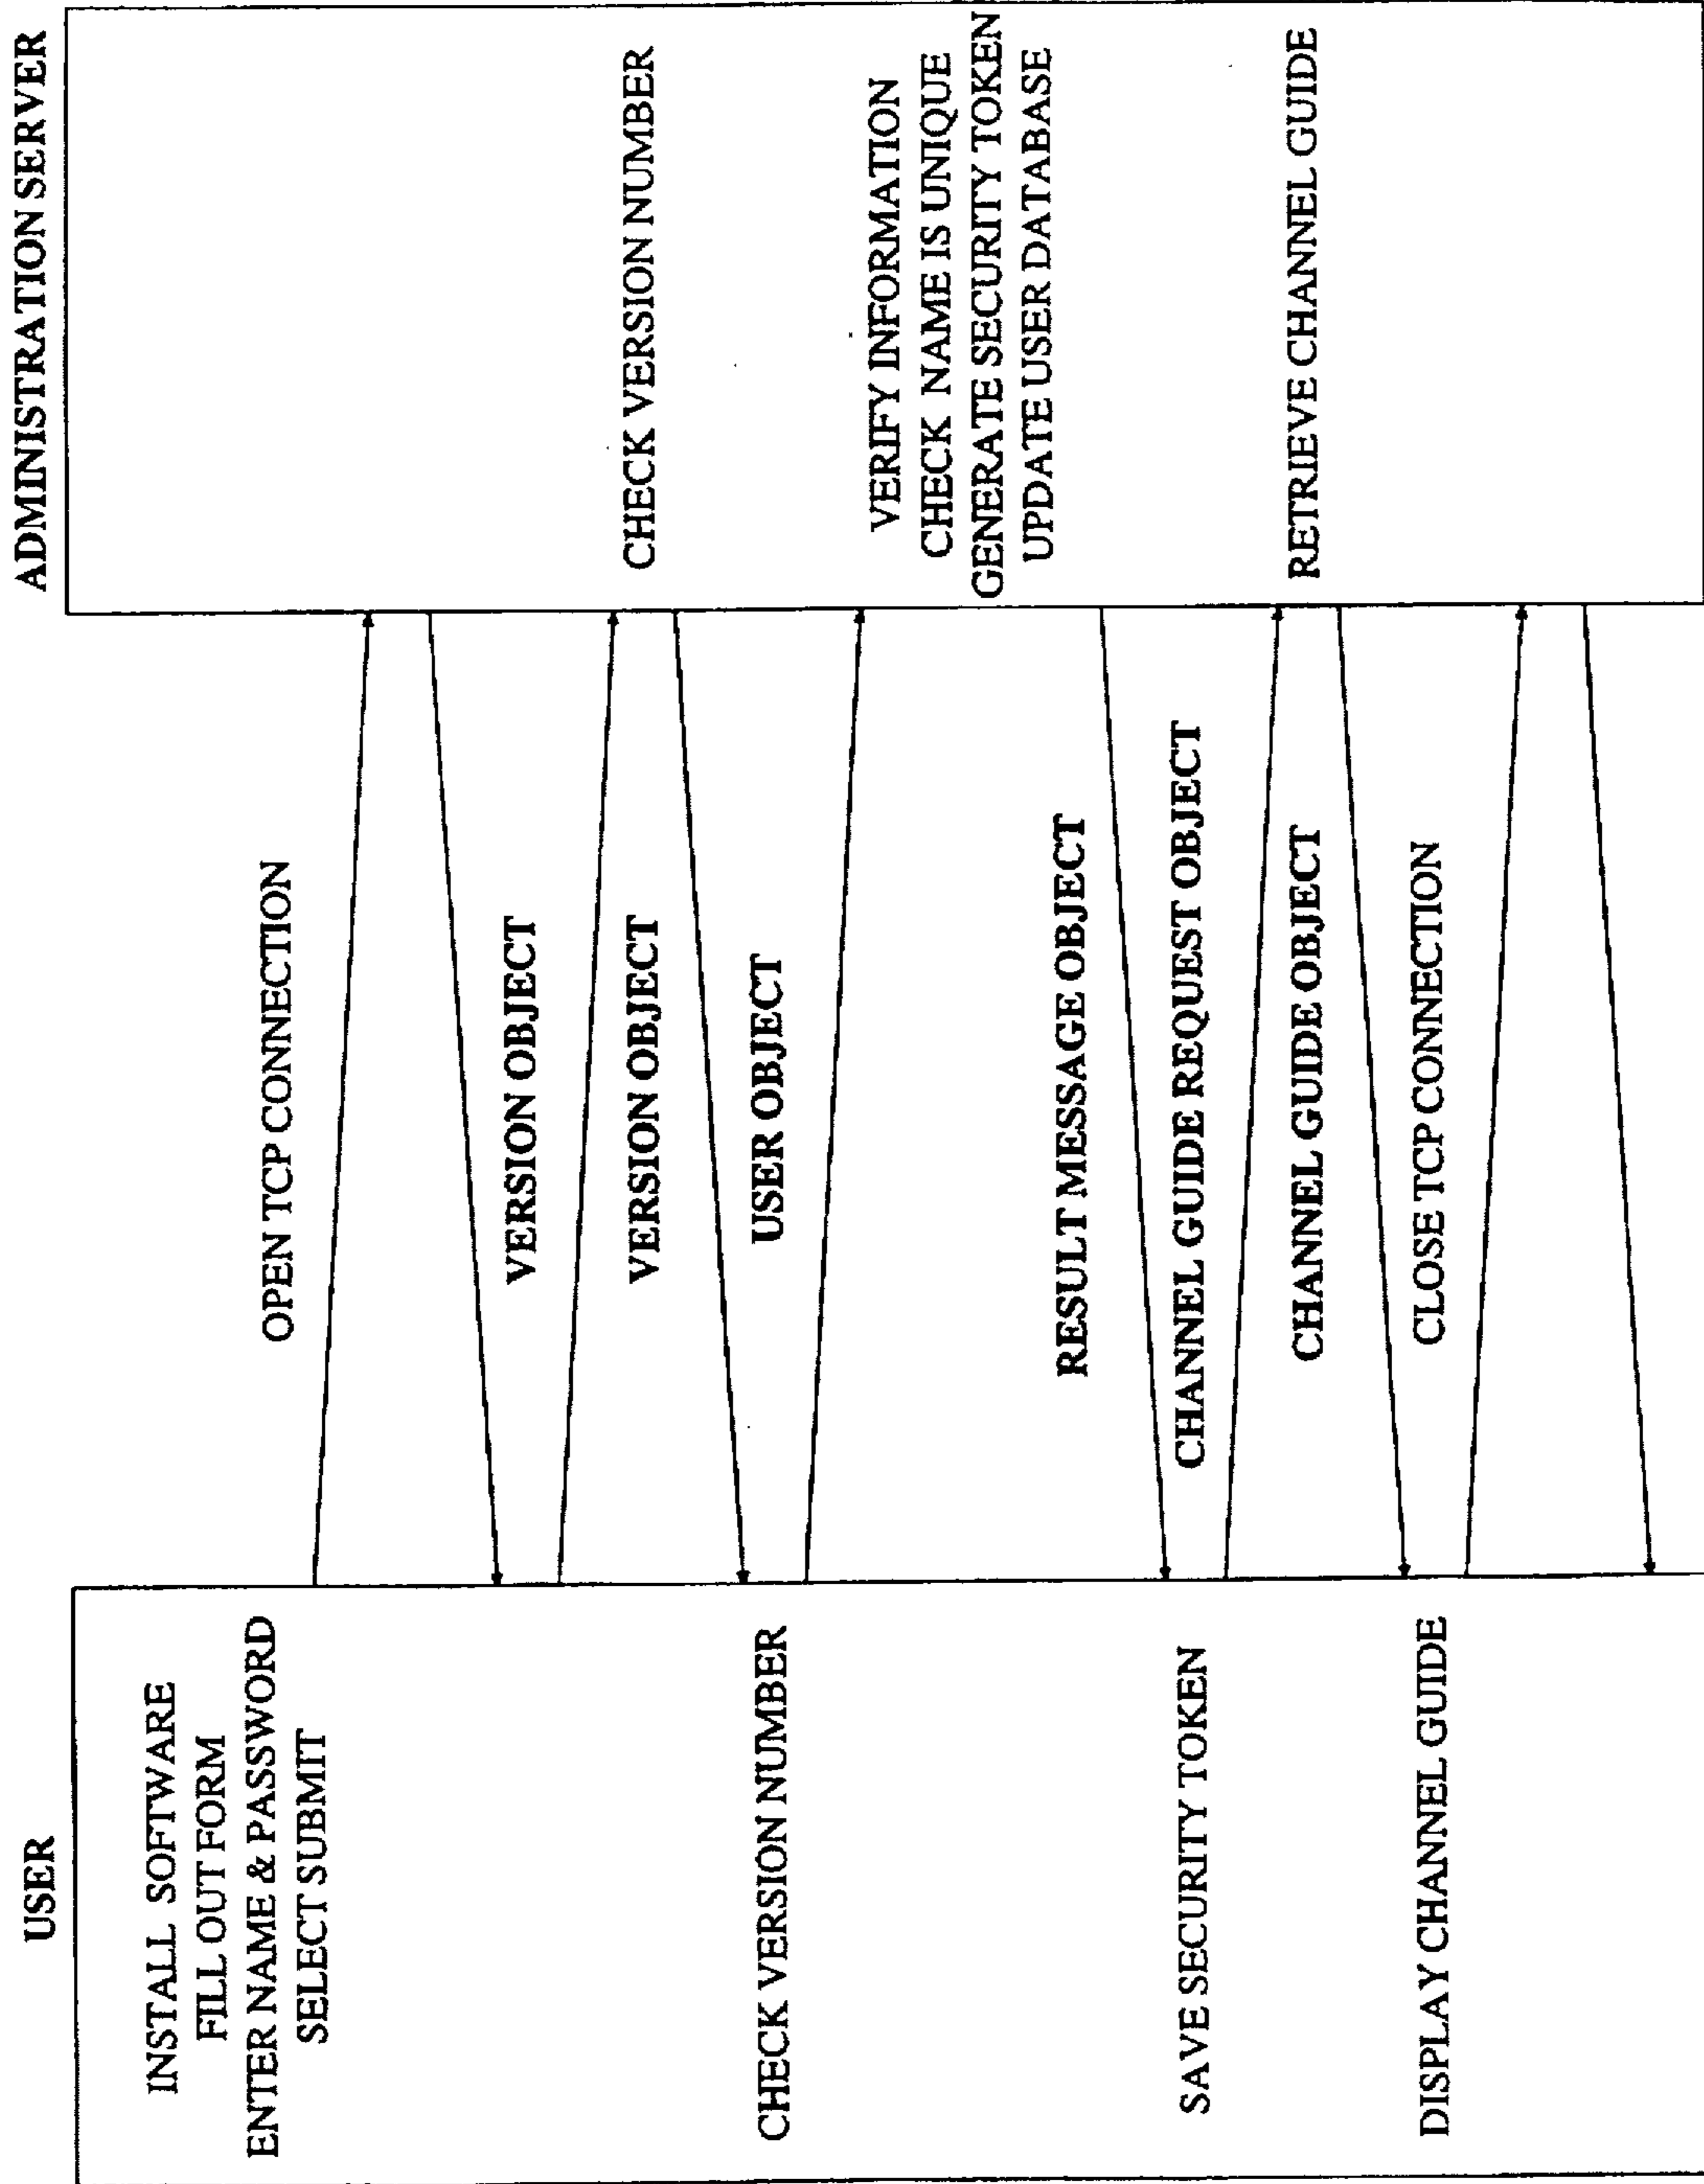 USER
ADMINISTRATION SERVER
INSTALL SOFTWARE
FILL OUT FORM
ENTER NAME & PASSWORD
SELECT SUBMIT
OPEN TCP CONNECTION
VERSION OBJECT
CHECK VERSION NUMBER
VERSION OBJECT
CHECK VERSION NUMBER
USER OBJECT
VERIFY INFORMATION
CHECK NAME IS UNIQUE
GENERATE SECURITY TOKEN
UPDATE USER DATABASE
RESULT MESSAGE OBJECT
SAVE SECURITY TOKEN
CHANNEL GUIDE REQUEST OBJECT
RETRIEVE CHANNEL GUIDE
CHANNEL GUIDE OBJECT
DISPLAY CHANNEL GUIDE
CLOSE TCP CONNECTION